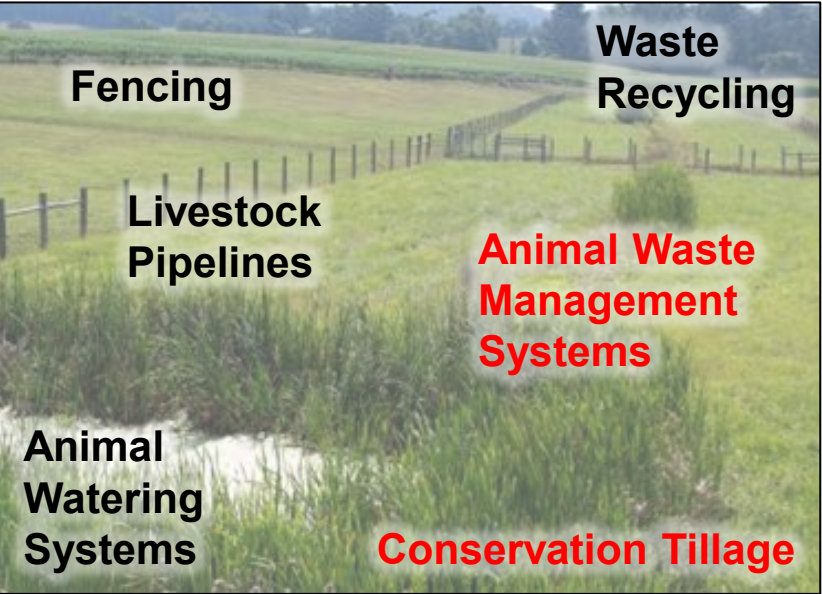 Fencing
Waste
Recycling
Livestock
Pipelines
Animal Waste
Management
Systems
Animal
Watering
Systems
Conservation Tillage